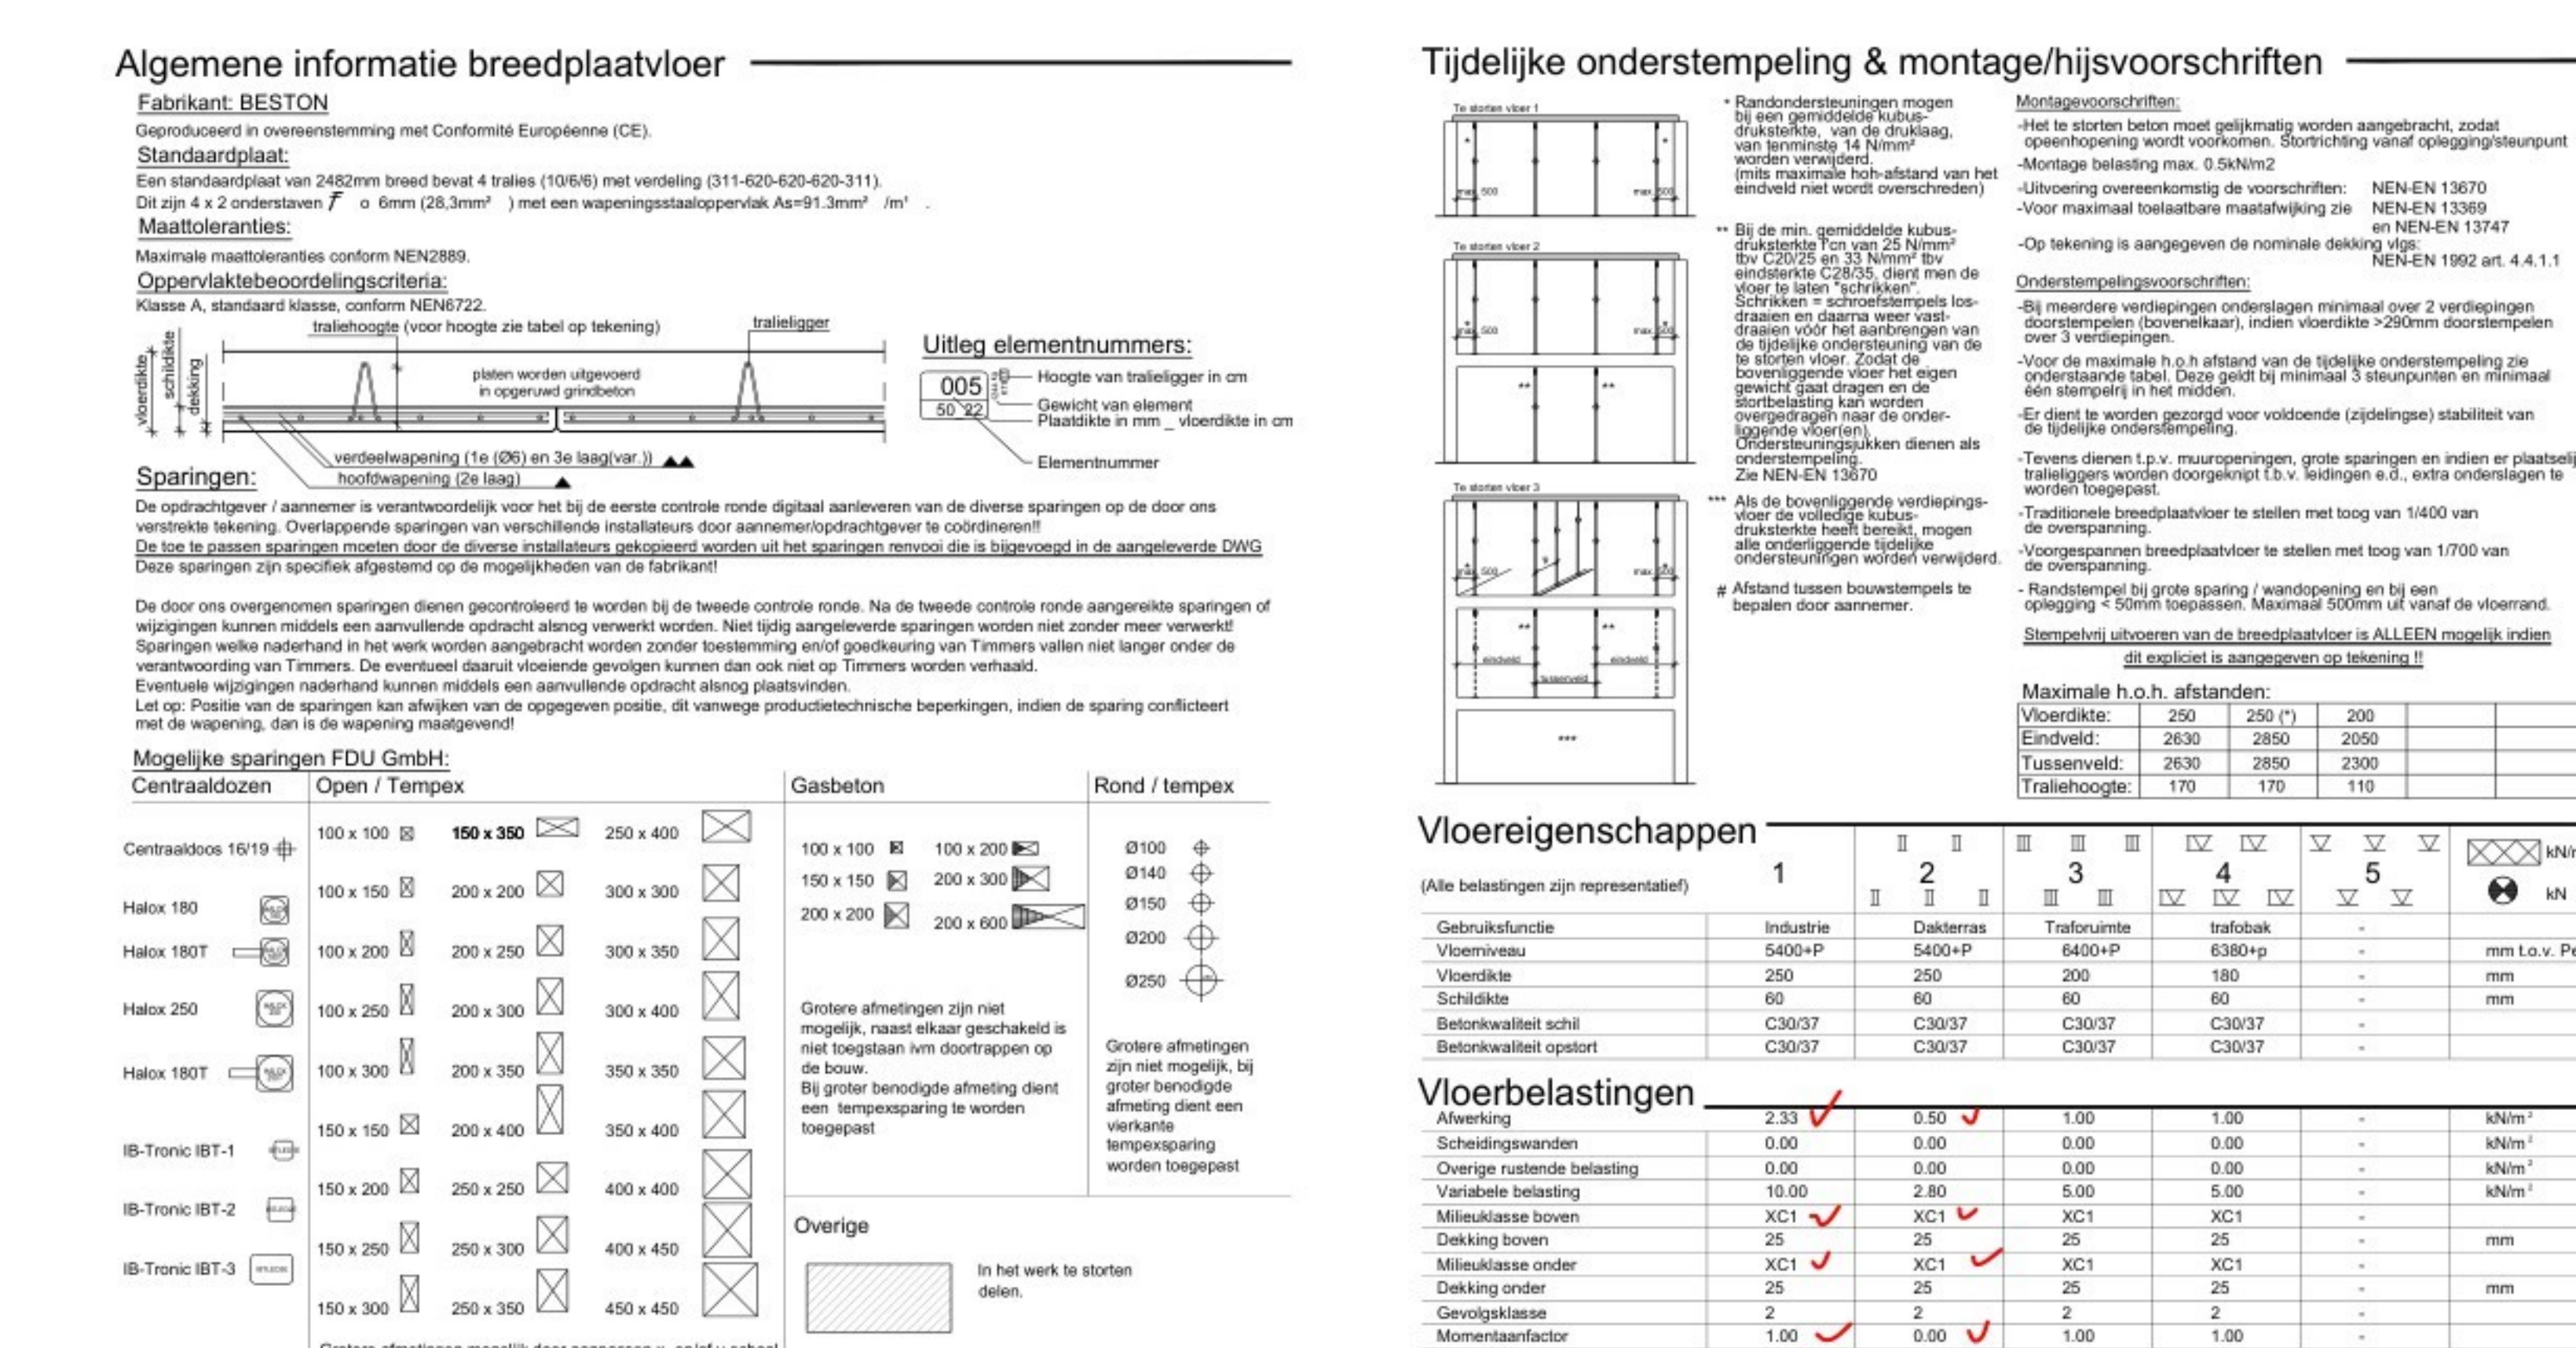 Algemene informatie breedplaatvloer
Fabrikant: BESTON
Geproduceerd in overeenstemming met Conformité Européenne (CE).
Standaardplaat:
Een standaardplaat van 2482mm breed bevat 4 tralies (10/6/6) met verdeling (311-620-620-620-311).
Dit zijn 4 x 2 onderstaven o 6mm (28,3mm² ) met een wapeningsstaaloppervlak As=91.3mm² /m¹ .
Maattoleranties:
Maximale maattoleranties conform NEN2889.
Oppervlaktebeoordelingscriteria:
Klasse A, standaard klasse, conform NEN6722.
traliehoogte (voor hoogte zie tabel op tekening)
tralieligger
vloerdikte
schildikte
dekking
platen worden uitgevoerd
in opgeruwd grindbeton
verdeelwapening (1e (Ø6) en 3e laag(var.))
hoofdwapening (2e laag)
Uitleg elementnummers:
005
50 22
Hoogte van tralieligger in cm
Gewicht van element
Plaatdikte in mm _ vloerdikte in cm
Elementnummer
Sparingen:
De opdrachtgever / aannemer is verantwoordelijk voor het bij de eerste controle ronde digitaal aanleveren van de diverse sparingen op de door ons
verstrekte tekening. Overlappende sparingen van verschillende installateurs door aannemer/opdrachtgever te coördineren!!
De toe te passen sparingen moeten door de diverse installateurs gekopieerd worden uit het sparingen renvooi die is bijgevoegd in de aangeleverde DWG
Deze sparingen zijn specifiek afgestemd op de mogelijkheden van de fabrikant!
De door ons overgenomen sparingen dienen gecontroleerd te worden bij de tweede controle ronde. Na de tweede controle ronde aangereikte sparingen of
wijzigingen kunnen middels een aanvullende opdracht alsnog verwerkt worden. Niet tijdig aangeleverde sparingen worden niet zonder meer verwerkt!
Sparingen welke naderhand in het werk worden aangebracht worden zonder toestemming en/of goedkeuring van Timmers vallen niet langer onder de
verantwoording van Timmers. De eventueel daaruit vloeiende gevolgen kunnen dan ook niet op Timmers worden verhaald.
Eventuele wijzigingen naderhand kunnen middels een aanvullende opdracht alsnog plaatsvinden.
Let op: Positie van de sparingen kan afwijken van de opgegeven positie, dit vanwege productietechnische beperkingen, indien de sparing conflicteert
met de wapening, dan is de wapening maatgevend!
Mogelijke sparingen FDU GmbH:
Centraaldozen
Centraaldoos 16/19
Halox 180
Halox 180T
Halox 250
Halox 180T
IB-Tronic IBT-1
IB-Tronic IBT-2
IB-Tronic IBT-3
Open / Tempex
100 x 100 150 x 350 250 x 400
100 x 150 200 x 200 300 x 300
100 x 200 200 x 250 300 x 350
100 x 250 200 x 300 300 x 400
100 x 300 200 x 350 350 x 350
150 x 150 200 x 400 350 x 400
150 x 200 250 x 250 400 x 400
150 x 250 250 x 300 400 x 450
150 x 300 250 x 350 450 x 450
Gasbeton
100 x 100 100 x 200
150 x 150 200 x 300
200 x 200 200 x 600
Grotere afmetingen zijn niet
mogelijk, naast elkaar geschakeld is
niet toegstaan ivm doortrappen op
de bouw.
Bij groter benodigde afmeting dient
een tempexsparing te worden
toegepast
Rond / tempex
Ø100
Ø140
Ø150
Ø200
Ø250
Grotere afmetingen
zijn niet mogelijk, bij
groter benodigde
afmeting dient een
vierkante
tempexsparing
worden toegepast
Overige
In het werk te storten
delen.
Tijdelijke onderstempeling & montage/hijsvoorschriften
Te storten vloer 1
max. 500 max. 500
Te storten vloer 2
max. 500 max. 500
** **
Te storten vloer 3
max. 500 max. 500
** **
eindveld eindveld
tussenveld
***
* Randondersteuningen mogen
bij een gemiddelde kubus-
druksterkte, van de druklaag,
van tenminste 14 N/mm²
worden verwijderd.
(mits maximale hoh-afstand van het
eindveld niet wordt overschreden)
** Bij de min. gemiddelde kubus-
druksterkte f'cn van 25 N/mm²
tbv C20/25 en 33 N/mm² tbv
eindsterkte C28/35, dient men de
vloer te laten "schrikken".
Schrikken = schroefstempels los-
draaien en daarna weer vast-
draaien vóór het aanbrengen van
de tijdelijke ondersteuning van de
te storten vloer. Zodat de
bovenliggende vloer het eigen
gewicht gaat dragen en de
stortbelasting kan worden
overgedragen naar de onder-
liggende vloer(en).
Ondersteuningsjukken dienen als
onderstempeling.
Zie NEN-EN 13670
*** Als de bovenliggende verdiepings-
vloer de volledige kubus-
druksterkte heeft bereikt, mogen
alle onderliggende tijdelijke
ondersteuningen worden verwijderd.
# Afstand tussen bouwstempels te
bepalen door aannemer.
Montagevoorschriften:
-Het te storten beton moet gelijkmatig worden aangebracht, zodat
opeenhopening wordt voorkomen. Stortrichting vanaf oplegging/steunpunt
-Montage belasting max. 0.5kN/m2
-Uitvoering overeenkomstig de voorschriften: NEN-EN 13670
-Voor maximaal toelaatbare maatafwijking zie NEN-EN 13369
en NEN-EN 13747
-Op tekening is aangegeven de nominale dekking vlgs:
NEN-EN 1992 art. 4.4.1.1
Onderstempelingsvoorschriften:
-Bij meerdere verdiepingen onderslagen minimaal over 2 verdiepingen
doorstempelen (bovenelkaar), indien vloerdikte >290mm doorstempelen
over 3 verdiepingen.
-Voor de maximale h.o.h afstand van de tijdelijke onderstempeling zie
onderstaande tabel. Deze geldt bij minimaal 3 steunpunten en minimaal
één stempelrij in het midden.
-Er dient te worden gezorgd voor voldoende (zijdelingse) stabiliteit van
de tijdelijke onderstempeling.
-Tevens dienen t.p.v. muuropeningen, grote sparingen en indien er plaatselij
tralieliggers worden doorgeknipt t.b.v. leidingen e.d., extra onderslagen te
worden toegepast.
-Traditionele breedplaatvloer te stellen met toog van 1/400 van
de overspanning.
-Voorgespannen breedplaatvloer te stellen met toog van 1/700 van
de overspanning.
- Randstempel bij grote sparing / wandopening en bij een
oplegging < 50mm toepassen. Maximaal 500mm uit vanaf de vloerrand.
Stempelvrij uitvoeren van de breedplaatvloer is ALLEEN mogelijk indien
dit expliciet is aangegeven op tekening !!
Maximale h.o.h. afstanden:
Vloerdikte: 250 250 (*) 200
Eindveld: 2630 2850 2050
Tussenveld: 2630 2850 2300
Traliehoogte: 170 170 110
Vloereigenschappen
(Alle belastingen zijn representatief)
1 2 3 4 5
kN/
kN
Gebruiksfunctie Industrie Dakterras Traforuimte trafobak -
Vloerniveau 5400+P 5400+P 6400+P 6380+p - mm t.o.v. Pe
Vloerdikte 250 250 200 180 - mm
Schildikte 60 60 60 60 - mm
Betonkwaliteit schil C30/37 C30/37 C30/37 C30/37 -
Betonkwaliteit opstort C30/37 C30/37 C30/37 C30/37 -
Vloerbelastingen
Afwerking 2.33 0.50 1.00 1.00 - kN/m²
Scheidingswanden 0.00 0.00 0.00 0.00 - kN/m²
Overige rustende belasting 0.00 0.00 0.00 0.00 - kN/m²
Variabele belasting 10.00 2.80 5.00 5.00 - kN/m²
Milieuklasse boven XC1 XC1 XC1 XC1 -
Dekking boven 25 25 25 25 - mm
Milieuklasse onder XC1 XC1 XC1 XC1 -
Dekking onder 25 25 25 25 - mm
Gevolgsklasse 2 2 2 2 -
Momentaanfactor 1.00 0.00 1.00 1.00 -